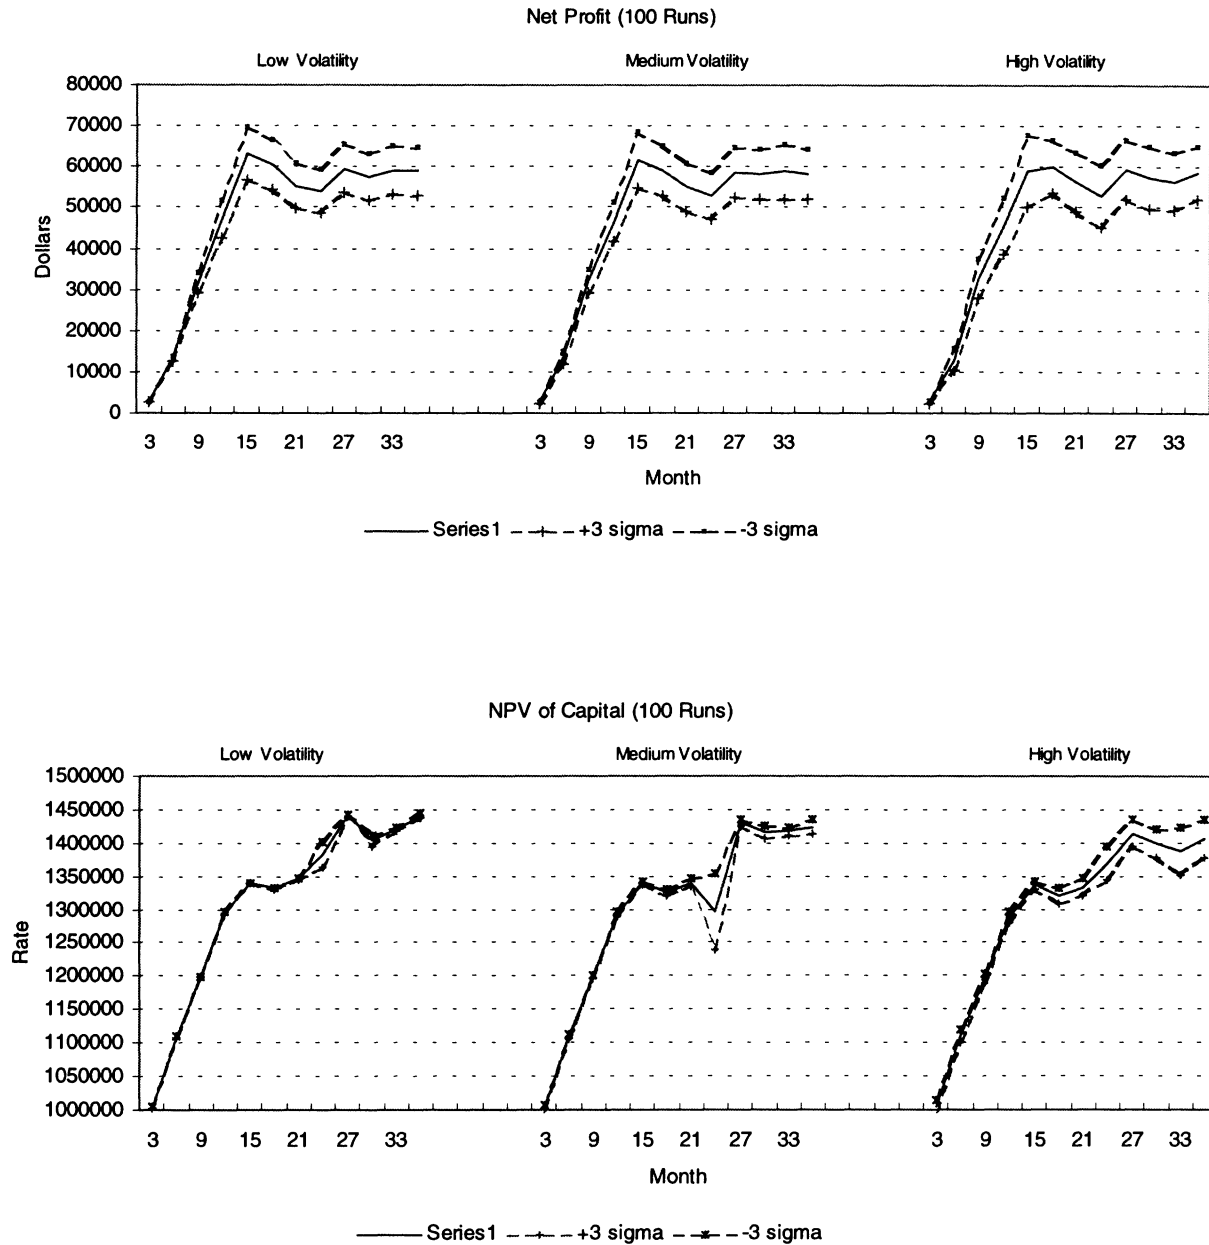 Net Profit (100 Runs)
Low Volatility Medium Volatility High Volatility
80000
70000
60000
50000
40000
30000
20000
10000
0
Dollars
3 9 15 21 27 33 3 9 15 21 27 33 3 9 15 21 27 33
Month
Series1 +3 sigma -3 sigma
NPV of Capital (100 Runs)
Low Volatility Medium Volatility High Volatility
1500000
1450000
1400000
1350000
1300000
1250000
1200000
1150000
1100000
1050000
1000000
Rate
3 9 15 21 27 33 3 9 15 21 27 33 3 9 15 21 27 33
Month
Series1 +3 sigma -3 sigma